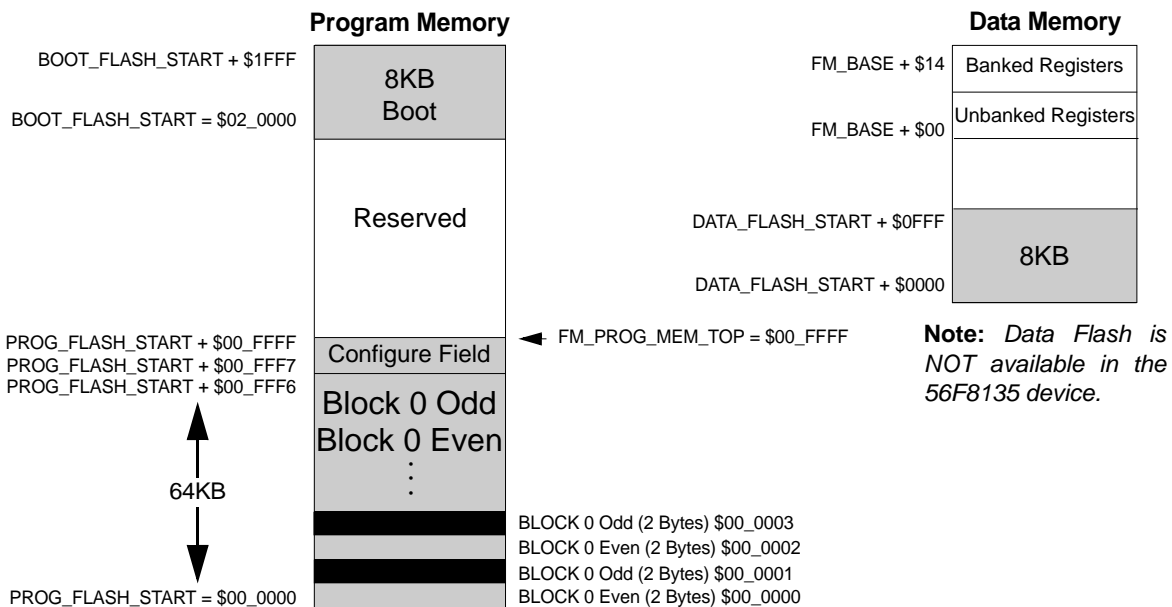 Program Memory
BOOT_FLASH_START + $1FFF
8KB
Boot
BOOT_FLASH_START = $02_0000
Reserved
PROG_FLASH_START + $00_FFFF
FM_PROG_MEM_TOP = $00_FFFF
Configure Field
PROG_FLASH_START + $00_FFF7
PROG_FLASH_START + $00_FFF6
Block 0 Odd
Block 0 Even
64KB
BLOCK 0 Odd (2 Bytes) $00_0003
BLOCK 0 Even (2 Bytes) $00_0002
BLOCK 0 Odd (2 Bytes) $00_0001
BLOCK 0 Even (2 Bytes) $00_0000
PROG_FLASH_START = $00_0000
Data Memory
FM_BASE + $14
Banked Registers
Unbanked Registers
FM_BASE + $00
DATA_FLASH_START + $0FFF
8KB
DATA_FLASH_START + $0000
Note: Data Flash is
NOT available in the
56F8135 device.